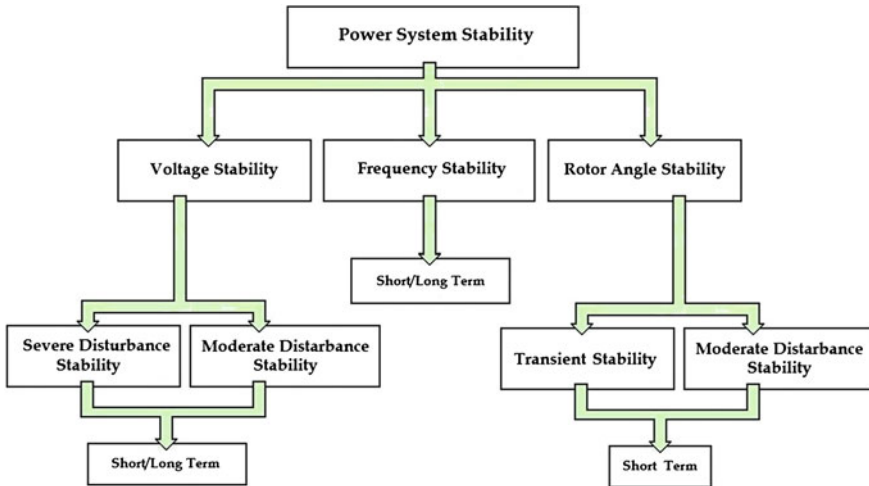 Power System Stability
Voltage Stability
Frequency Stability
Rotor Angle Stability
Short/Long Term
Severe Distarbance
Stability
Moderate Distarbance
Stability
Transient Stability
Moderate Distarbance
Stability
Short/Long Term
Short Term